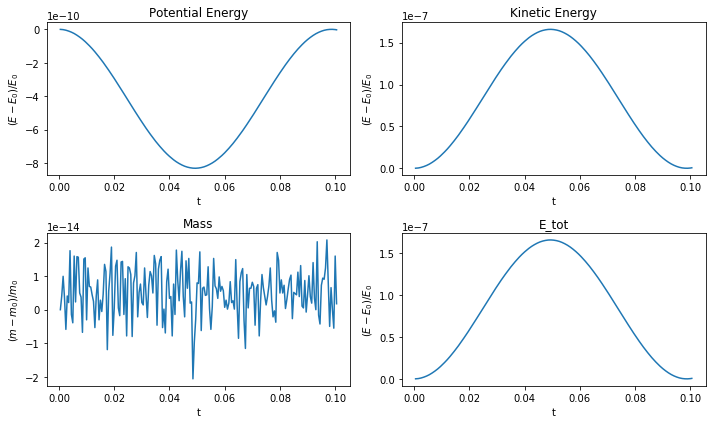 Potential Energy
1e−10
(E − E₀)/E₀
0
−2
−4
−6
−8
0.00 0.02 0.04 0.06 0.08 0.10
t
Kinetic Energy
1e−7
(E − E₀)/E₀
1.5
1.0
0.5
0.0
0.00 0.02 0.04 0.06 0.08 0.10
t
Mass
1e−14
(m − m₀)/m₀
2
1
0
−1
−2
0.00 0.02 0.04 0.06 0.08 0.10
t
E_tot
1e−7
(E − E₀)/E₀
1.5
1.0
0.5
0.0
0.00 0.02 0.04 0.06 0.08 0.10
t